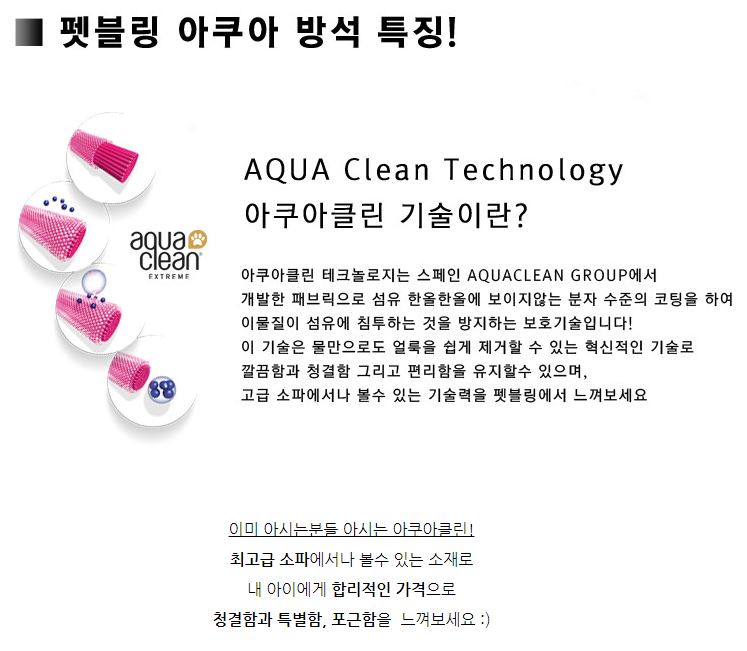 펫블링 아쿠아 방석 특징!
AQUA Clean Technology
아쿠아클린 기술이란?
aqua
clean®
EXTREME
아쿠아클린 테크놀로지는 스페인 AQUACLEAN GROUP에서
개발한 패브릭으로 섬유 한올한올에 보이지않는 분자 수준의 코팅을 하여
이물질이 섬유에 침투하는 것을 방지하는 보호기술입니다!
이 기술은 물만으로도 얼룩을 쉽게 제거할 수 있는 혁신적인 기술로
깔끔함과 청결함 그리고 편리함을 유지할수 있으며,
고급 소파에서나 볼수 있는 기술력을 펫블링에서 느껴보세요
이미 아시는분들 아시는 아쿠아클린!
최고급 소파에서나 볼수 있는 소재로
내 아이에게 합리적인 가격으로
청결함과 특별함, 포근함을 느껴보세요 :)